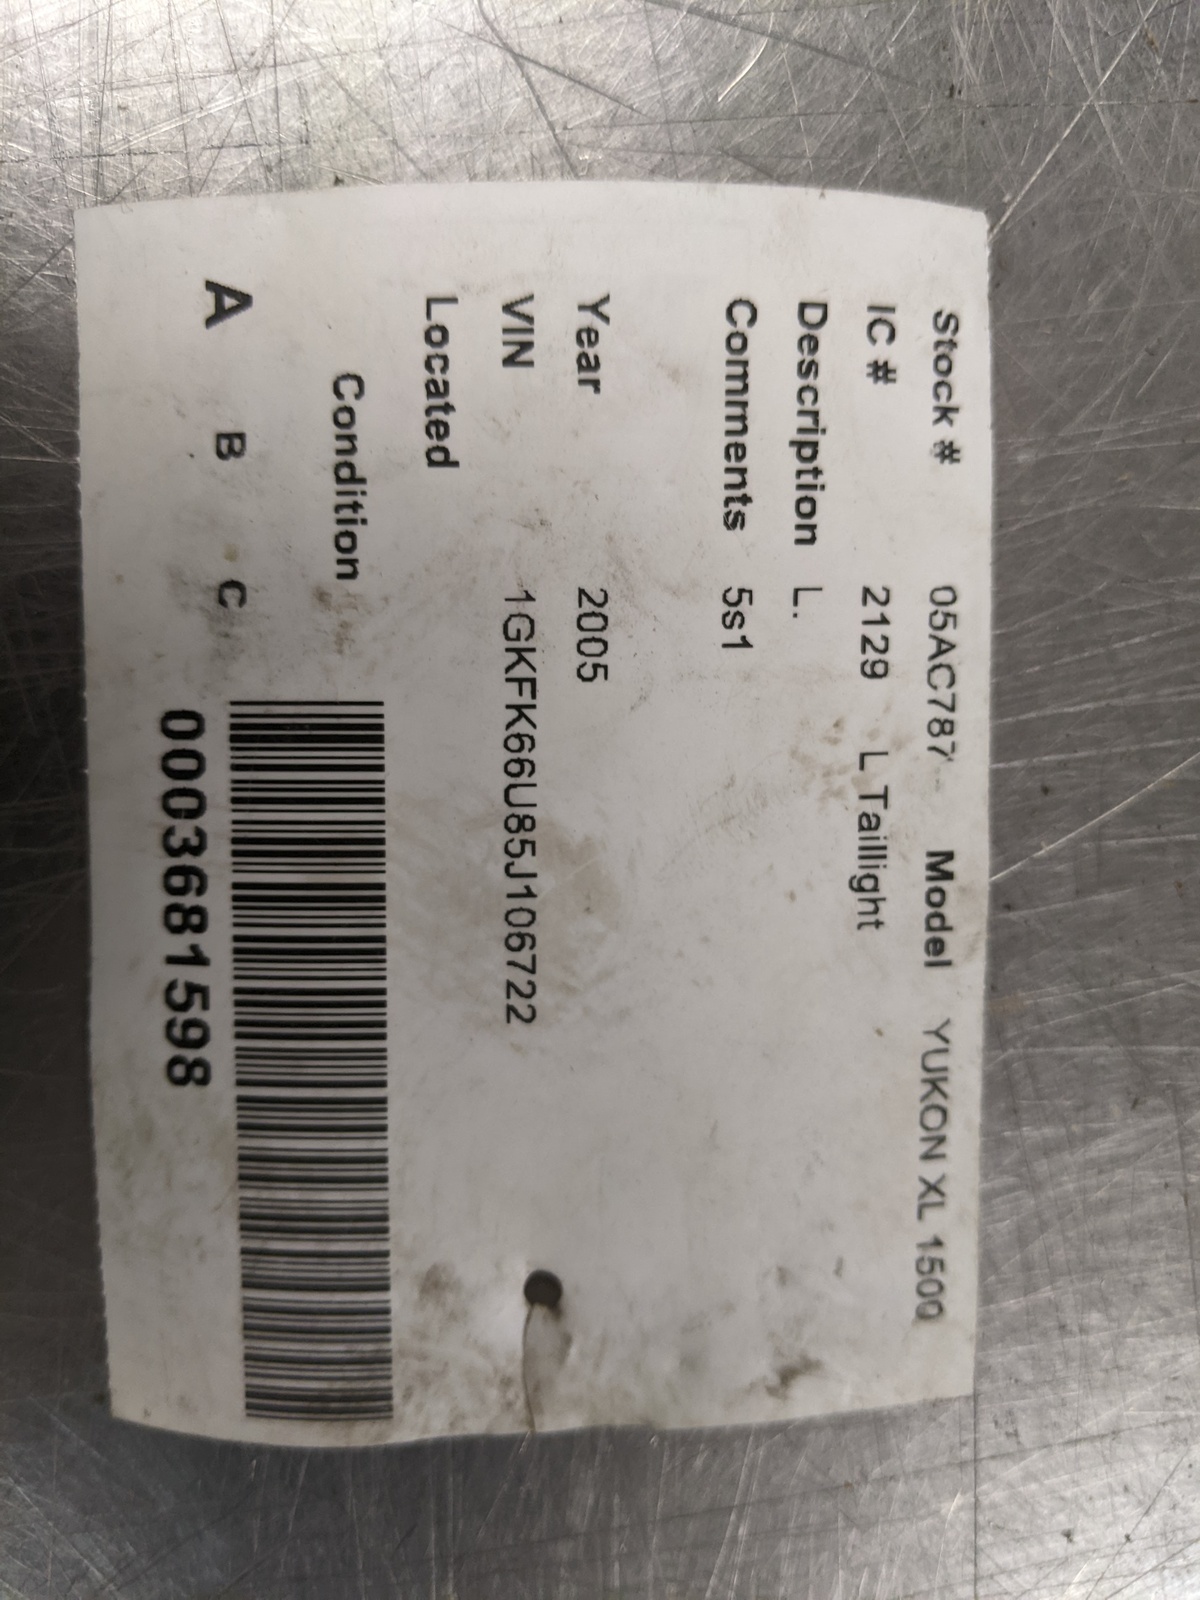 Stock # 05AC787 Model YUKON XL 1500
IC # 2129 L Taillight
Description L.
Comments 5s1
Year 2005
VIN 1GKFK66U85J106722
Located
Condition
A B C
0003681598